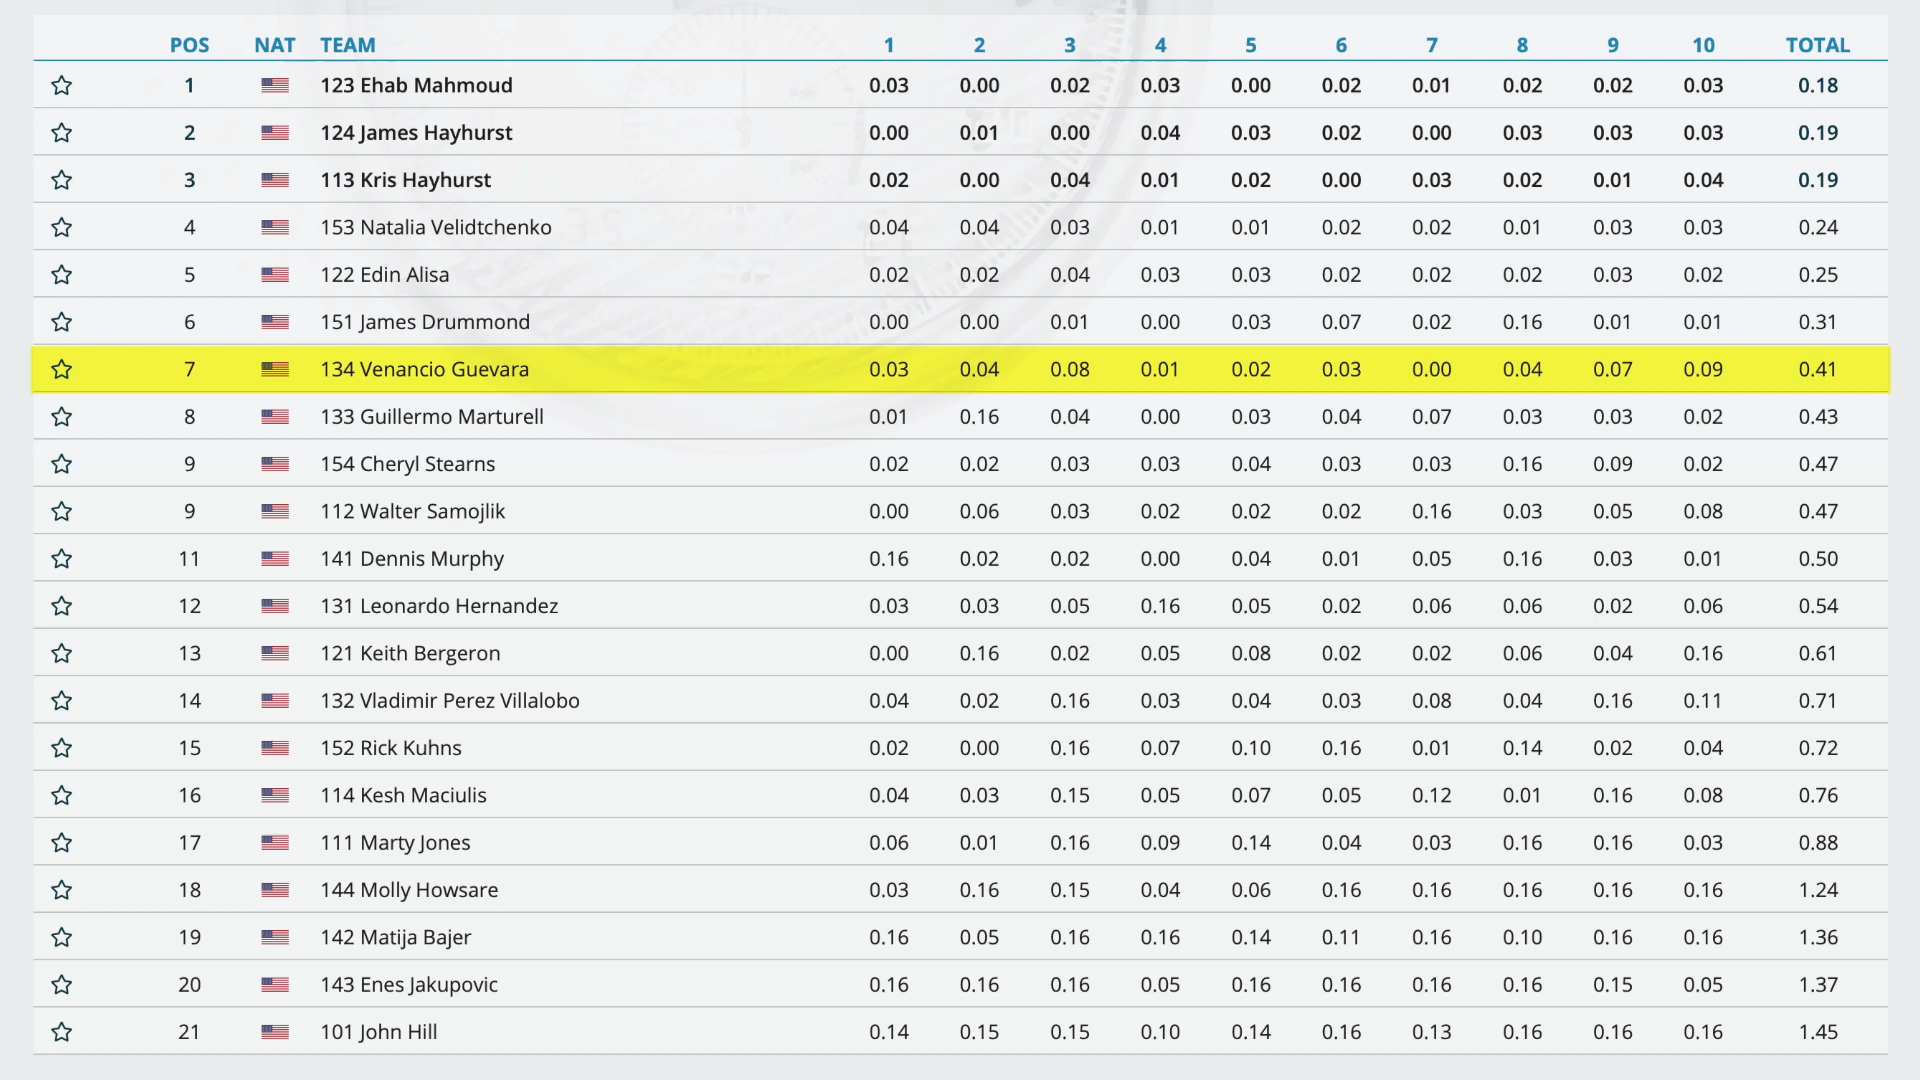 POS NAT TEAM 1 2 3 4 5 6 7 8 9 10 TOTAL
1 123 Ehab Mahmoud 0.03 0.00 0.02 0.03 0.00 0.02 0.01 0.02 0.02 0.03 0.18
2 124 James Hayhurst 0.00 0.01 0.00 0.04 0.03 0.02 0.00 0.03 0.03 0.03 0.19
3 113 Kris Hayhurst 0.02 0.00 0.04 0.01 0.02 0.00 0.03 0.02 0.01 0.04 0.19
4 153 Natalia Velidtchenko 0.04 0.04 0.03 0.01 0.01 0.02 0.02 0.01 0.03 0.03 0.24
5 122 Edin Alisa 0.02 0.02 0.04 0.03 0.03 0.02 0.02 0.02 0.03 0.02 0.25
6 151 James Drummond 0.00 0.00 0.01 0.00 0.03 0.07 0.02 0.16 0.01 0.01 0.31
7 134 Venancio Guevara 0.03 0.04 0.08 0.01 0.02 0.03 0.00 0.04 0.07 0.09 0.41
8 133 Guillermo Marturell 0.01 0.16 0.04 0.00 0.03 0.04 0.07 0.03 0.03 0.02 0.43
9 154 Cheryl Stearns 0.02 0.02 0.03 0.03 0.04 0.03 0.03 0.16 0.09 0.02 0.47
9 112 Walter Samojlik 0.00 0.06 0.03 0.02 0.02 0.02 0.16 0.03 0.05 0.08 0.47
11 141 Dennis Murphy 0.16 0.02 0.02 0.00 0.04 0.01 0.05 0.16 0.03 0.01 0.50
12 131 Leonardo Hernandez 0.03 0.03 0.05 0.16 0.05 0.02 0.06 0.06 0.02 0.06 0.54
13 121 Keith Bergeron 0.00 0.16 0.02 0.05 0.08 0.02 0.02 0.06 0.04 0.16 0.61
14 132 Vladimir Perez Villalobo 0.04 0.02 0.16 0.03 0.04 0.03 0.08 0.04 0.16 0.11 0.71
15 152 Rick Kuhns 0.02 0.00 0.16 0.07 0.10 0.16 0.01 0.14 0.02 0.04 0.72
16 114 Kesh Maciulis 0.04 0.03 0.15 0.05 0.07 0.05 0.12 0.01 0.16 0.08 0.76
17 111 Marty Jones 0.06 0.01 0.16 0.09 0.14 0.04 0.03 0.16 0.16 0.03 0.88
18 144 Molly Howsare 0.03 0.16 0.15 0.04 0.06 0.16 0.16 0.16 0.16 0.16 1.24
19 142 Matija Bajer 0.16 0.05 0.16 0.16 0.14 0.11 0.16 0.10 0.16 0.16 1.36
20 143 Enes Jakupovic 0.16 0.16 0.16 0.05 0.16 0.16 0.16 0.16 0.15 0.05 1.37
21 101 John Hill 0.14 0.15 0.15 0.10 0.14 0.16 0.13 0.16 0.16 0.16 1.45